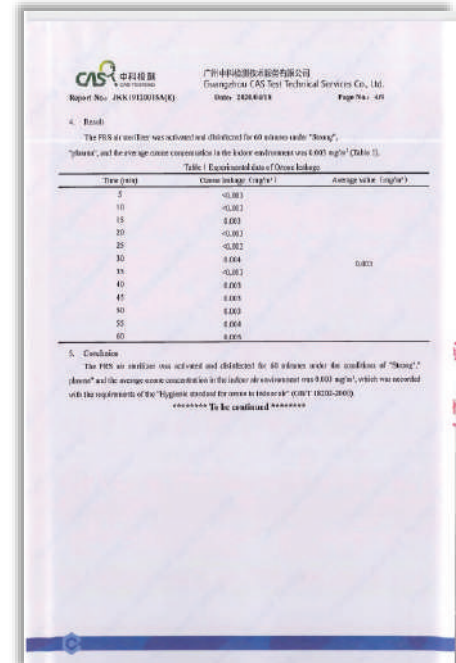 CAS 中科检测
CAS TESTING
广州中科检测技术服务有限公司
Guangzhou CAS Test Technical Services Co., Ltd.
Report No.: Date: Page No.: 4/9
4. Result
The FRS air sterilizer was activated and disinfected for 60 minutes under "Strong",
"plasma", and the average ozone concentration in the indoor environment was 0.003 mg/m³ (Table 1).
Table 1 Experimental data of Ozone leakage
Time (min) Ozone leakage (mg/m³) Average value (mg/m³)
5 <0.003
10 <0.003
15 0.003
20 <0.003
25 <0.003
30 0.004
0.003
35 <0.003
40 0.003
45
50 0.003
55 0.004
60
5. Conclusion
The FRS air sterilizer was activated and disinfected for 60 minutes under the conditions of "Strong","
plasma" and the average ozone concentration in the indoor air environment was 0.003 mg/m³, which was accorded
with the requirements of the "Hygienic standard for ozone in indoor air" (GB/T 18202-2000)
******** To be continued ********